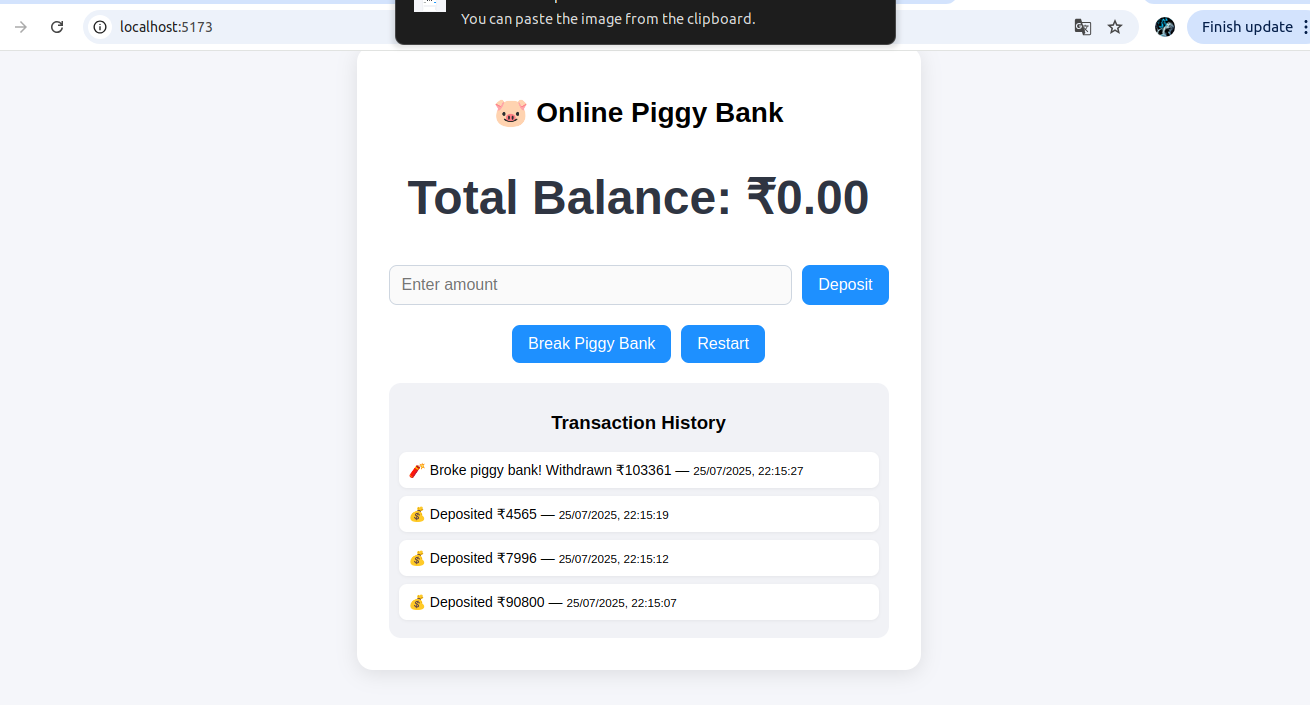 You can paste the image from the clipboard.
localhost:5173
Finish update
🐷 Online Piggy Bank
Total Balance: ₹0.00
Enter amount
Deposit
Break Piggy Bank
Restart
Transaction History
🧨 Broke piggy bank! Withdrawn ₹103361 — 25/07/2025, 22:15:27
💰 Deposited ₹4565 — 25/07/2025, 22:15:19
💰 Deposited ₹7996 — 25/07/2025, 22:15:12
💰 Deposited ₹90800 — 25/07/2025, 22:15:07